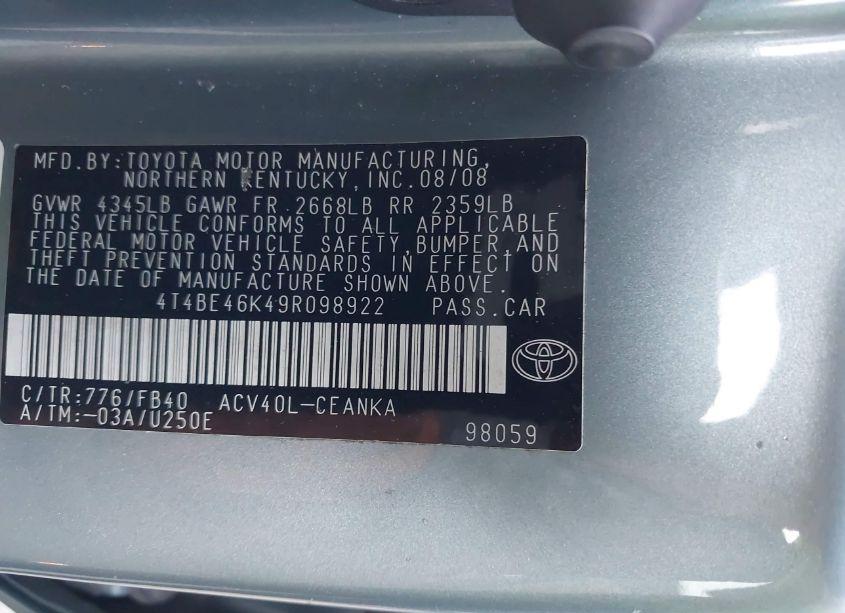 MFD.BY:TOYOTA MOTOR MANUFACTURING,
NORTHERN KENTUCKY,INC.08/08
GVWR 4345LB GAWR FR 2668LB RR 2359LB
THIS VEHICLE CONFORMS TO ALL APPLICABLE
FEDERAL MOTOR VEHICLE SAFETY,BUMPER,AND
THEFT PREVENTION STANDARDS IN EFFECT ON
THE DATE OF MANUFACTURE SHOWN ABOVE.
4T4BE46K49R098922 PASS.CAR
C/TR:776/FB40 ACV40L-CEANKA
A/TM:-03A/U250E
98059